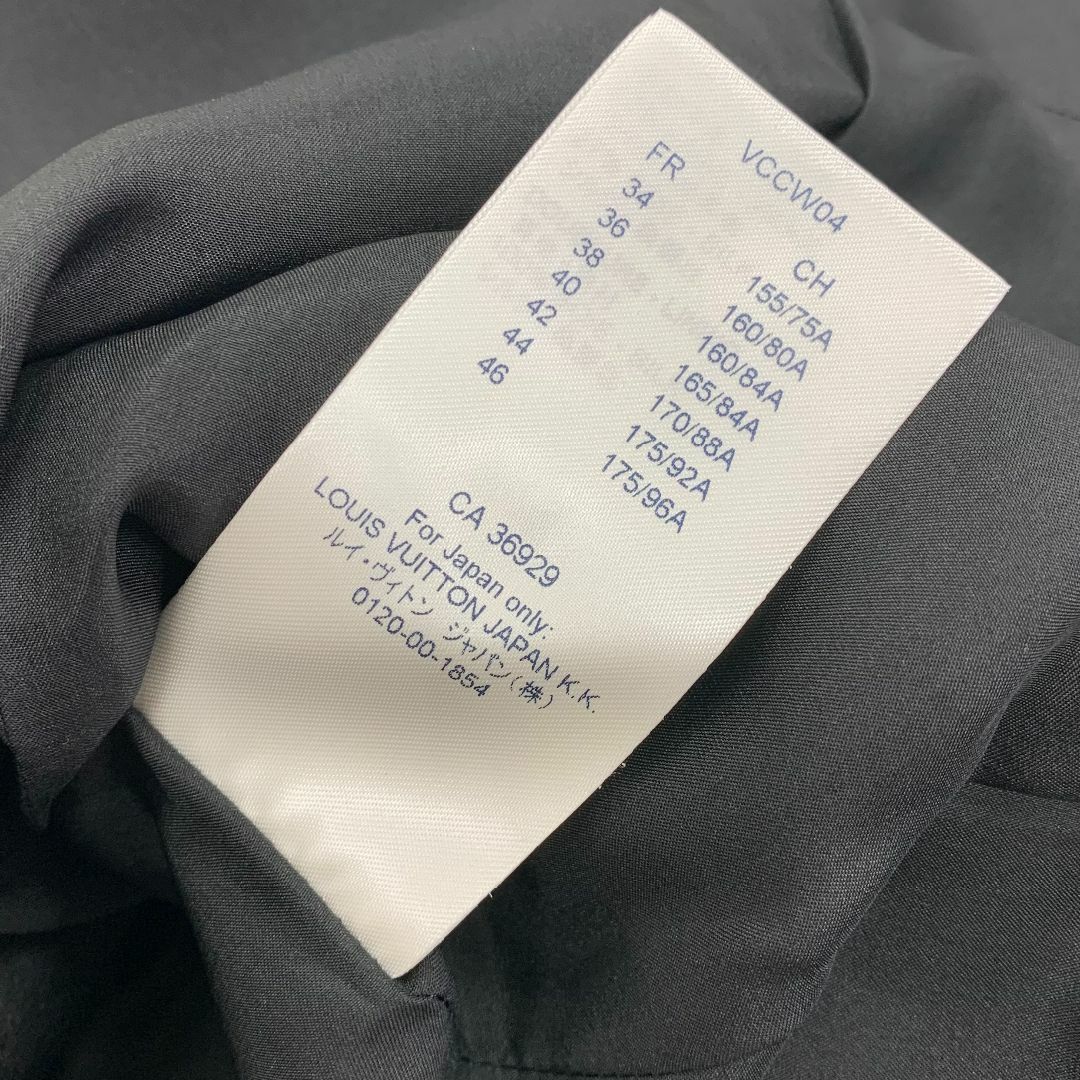 VCCW04
FR CH
34 155/75A
36 160/80A
38 160/84A
40 165/84A
42 170/88A
44 175/92A
46 175/96A
CA 36929
For Japan only:
LOUIS VUITTON JAPAN K.K.
ルイ・ヴィトン ジャパン(株)
0120-00-1854